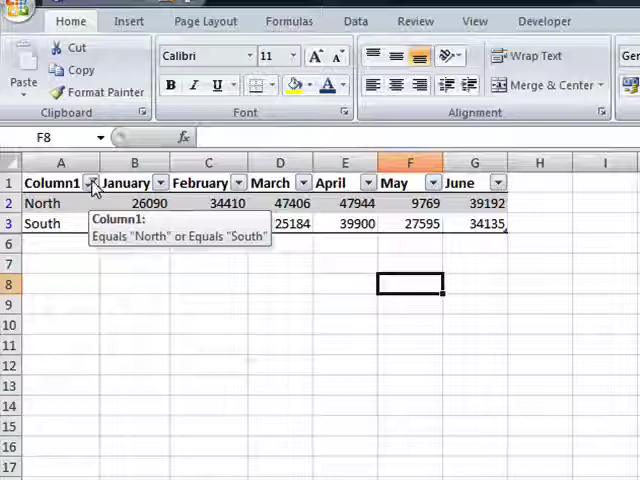 Home Insert Page Layout Formulas Data Review View Developer
Cut Calibri 11 A A Wrap Text Gen
Copy
Paste Format Painter B I U A Merge & Center
Clipboard Font Alignment
F8 fx
A B C D E F G H I
1 Column1 January February March April May June
2 North 26090 34410 47406 47944 9769 39192
3 South 25184 39900 27595 34135
Column1:
Equals "North" or Equals "South"
6
7
8
9
10
11
12
13
14
15
16
17